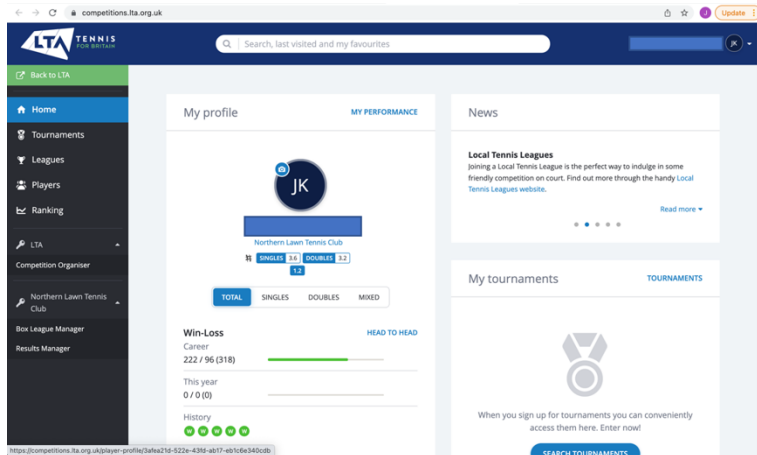 competitions.lta.org.uk
J
Update
LTA TENNIS
FOR BRITAIN
Search, last visited and my favourites
JK
Back to LTA
Home
Tournaments
Leagues
Players
Ranking
LTA
Competition Organiser
Northern Lawn Tennis
Club
Box League Manager
Results Manager
My profile
MY PERFORMANCE
JK
Northern Lawn Tennis Club
SINGLES 3.6 DOUBLES 3.2
1.2
TOTAL SINGLES DOUBLES MIXED
Win-Loss HEAD TO HEAD
Career
222 / 96 (318)
This year
0 / 0 (0)
History
W W W W W
News
Local Tennis Leagues
Joining a Local Tennis League is the perfect way to indulge in some
friendly competition on court. Find out more through the handy Local
Tennis Leagues website.
Read more
My tournaments
TOURNAMENTS
When you sign up for tournaments you can conveniently
access them here. Enter now!
SEARCH TOURNAMENTS
https://competitions.lta.org.uk/player-profile/3afea21d-522e-43fd-ab17-eb1c6e340cdb